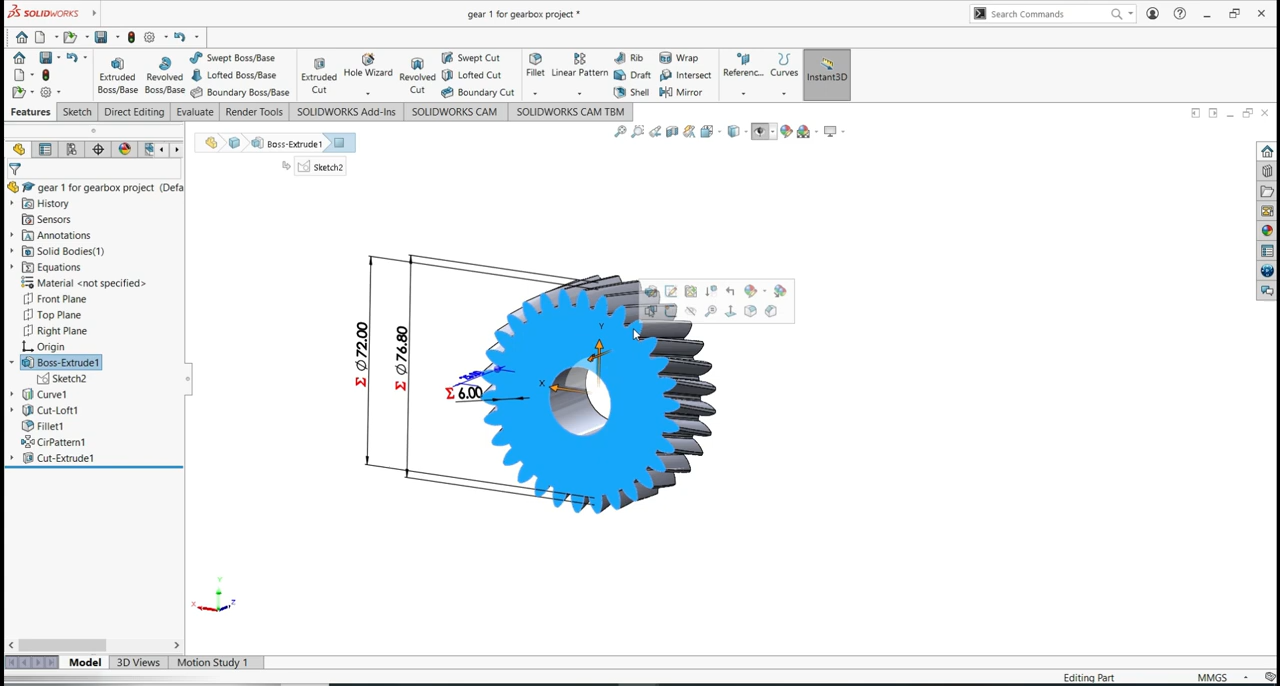 SOLIDWORKS
gear 1 for gearbox project *
Search Commands
Extruded Boss/Base
Revolved Boss/Base
Swept Boss/Base
Lofted Boss/Base
Boundary Boss/Base
Extruded Cut
Hole Wizard
Revolved Cut
Swept Cut
Lofted Cut
Boundary Cut
Fillet
Linear Pattern
Rib
Draft
Shell
Wrap
Intersect
Mirror
Referenc...
Curves
Instant3D
Features
Sketch
Direct Editing
Evaluate
Render Tools
SOLIDWORKS Add-Ins
SOLIDWORKS CAM
SOLIDWORKS CAM TBM
Boss-Extrude1
Sketch2
gear 1 for gearbox project (Defa
History
Sensors
Annotations
Solid Bodies(1)
Equations
Material <not specified>
Front Plane
Top Plane
Right Plane
Origin
Boss-Extrude1
Sketch2
Curve1
Cut-Loft1
Fillet1
CirPattern1
Cut-Extrude1
Σ ∅72.00
Σ ∅76.80
Σ 6.00
Y
X
Y
X
Z
Model
3D Views
Motion Study 1
Editing Part
MMGS